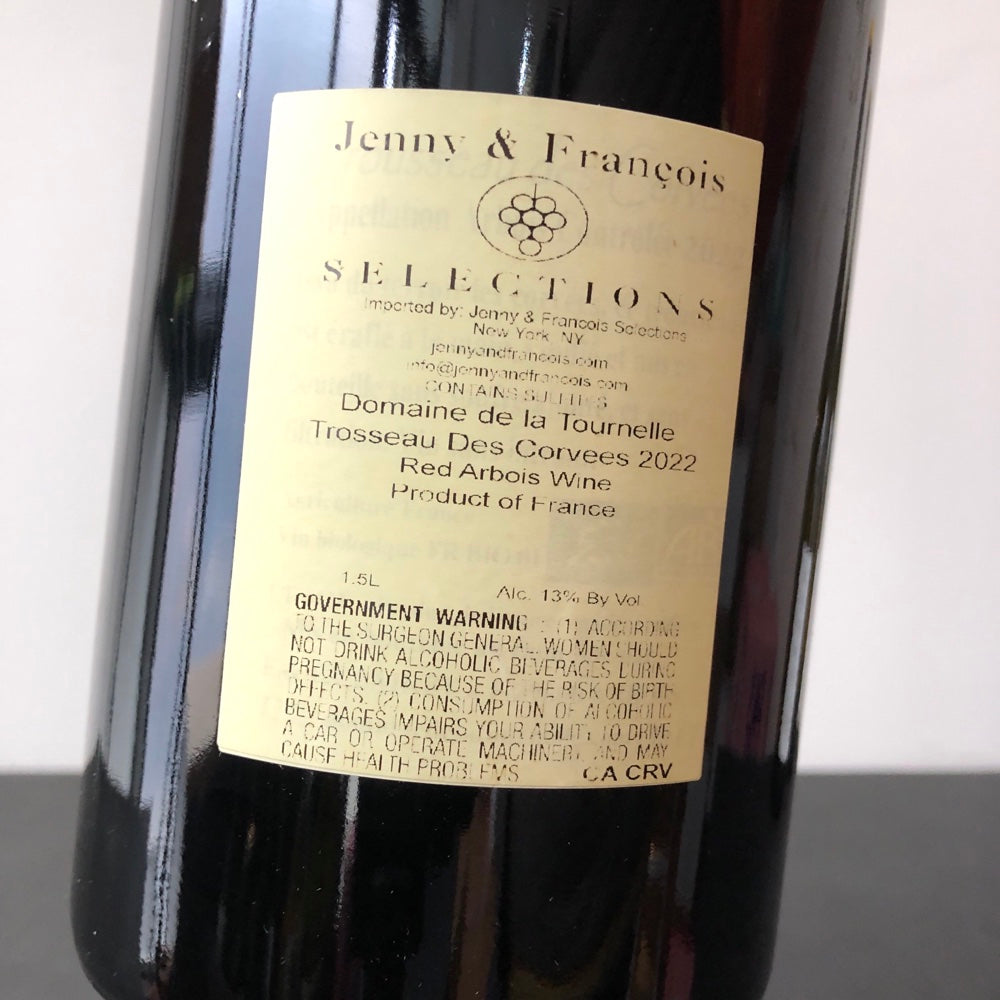 Jenny & François
SELECTIONS
Imported by: Jenny & Francois Selections
New York, NY
jennyandfrancois.com
info@jennyandfrancois.com
CONTAINS SULFITES
Domaine de la Tournelle
Trosseau Des Corvees 2022
Red Arbois Wine
Product of France
1.5L Alc. 13% By Vol.
GOVERNMENT WARNING : (1) ACCORDING
TO THE SURGEON GENERAL, WOMEN SHOULD
NOT DRINK ALCOHOLIC BEVERAGES DURING
PREGNANCY BECAUSE OF THE RISK OF BIRTH
DEFECTS. (2) CONSUMPTION OF ALCOHOLIC
BEVERAGES IMPAIRS YOUR ABILITY TO DRIVE
A CAR OR OPERATE MACHINERY, AND MAY
CAUSE HEALTH PROBLEMS CA CRV